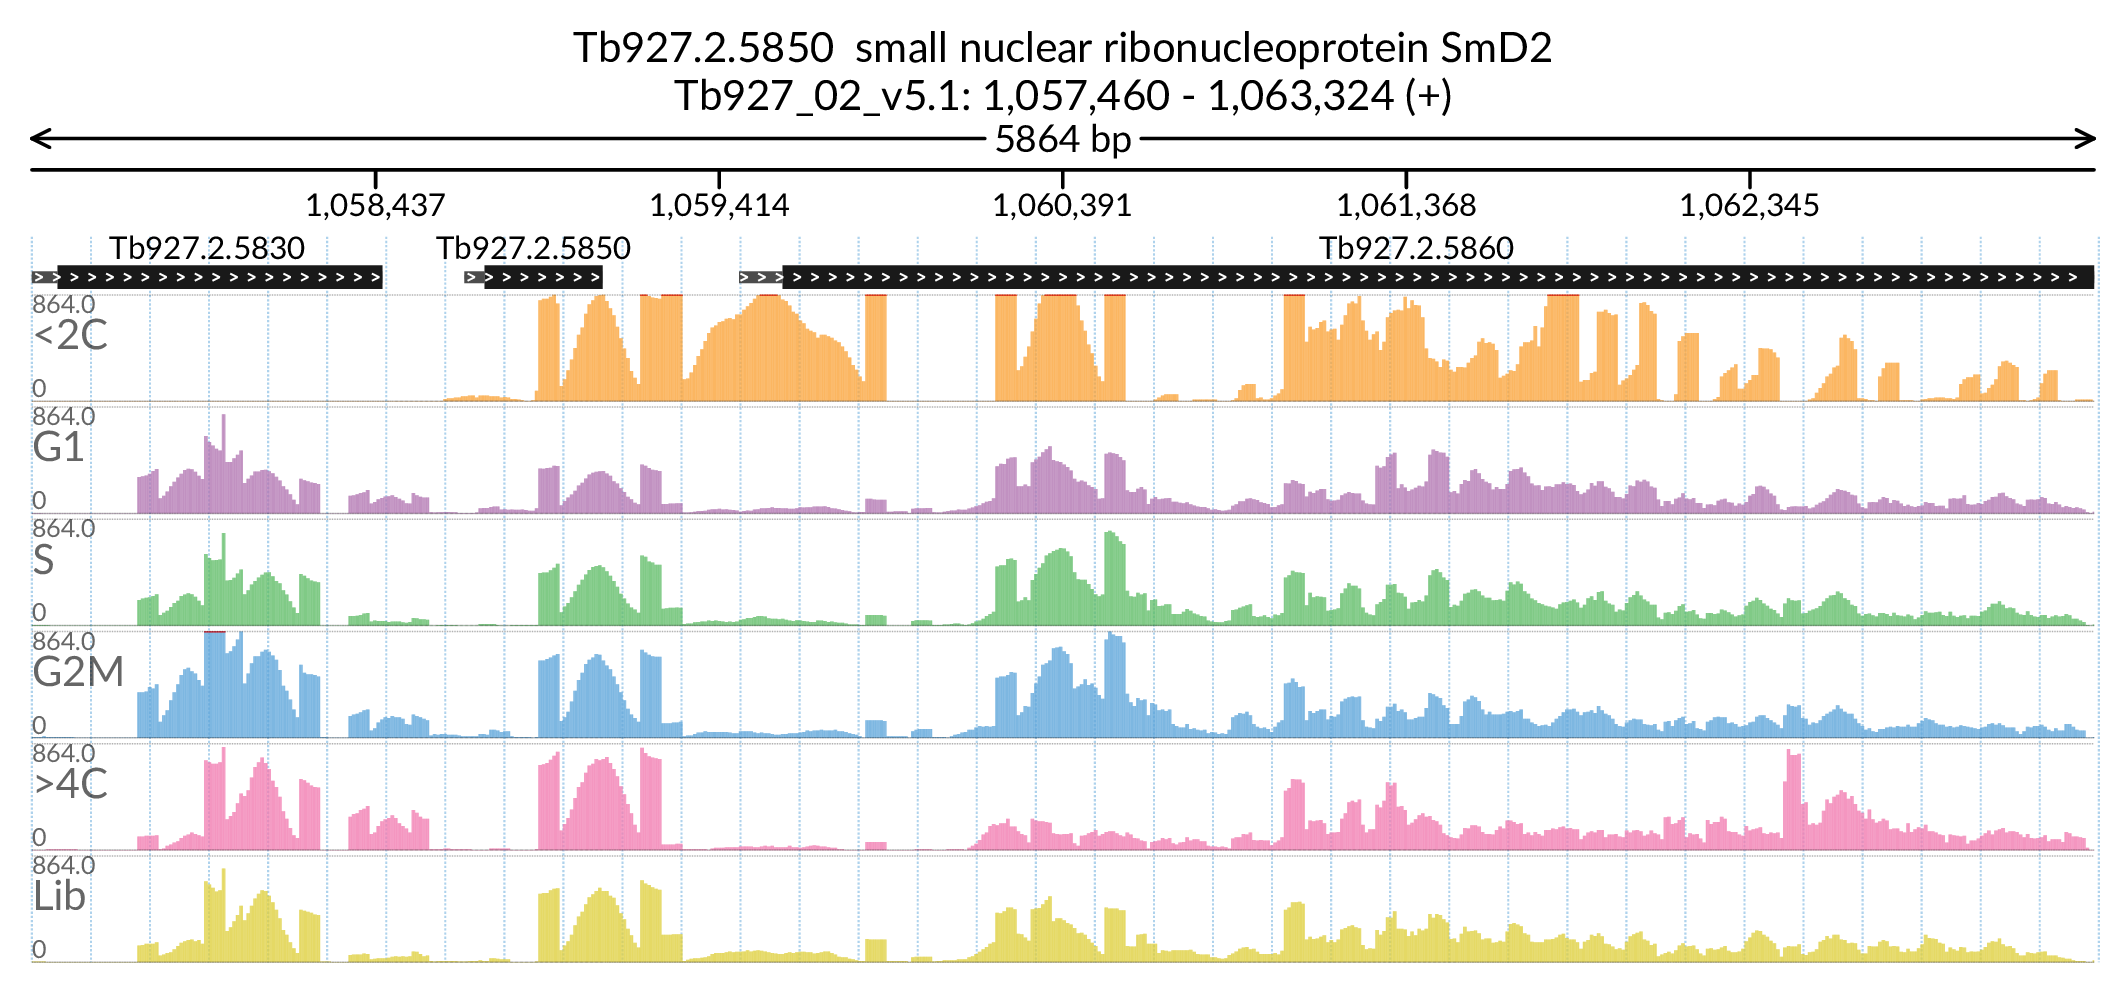 Tb927.2.5850  small nuclear ribonucleoprotein SmD2
Tb927_02_v5.1: 1,057,460 - 1,063,324 (+)
5864 bp
1,058,437 1,059,414 1,060,391 1,061,368 1,062,345
Tb927.2.5830 Tb927.2.5850 Tb927.2.5860
864.0
<2C
0
864.0
G1
0
864.0
S
0
864.0
G2M
0
864.0
>4C
0
864.0
Lib
0